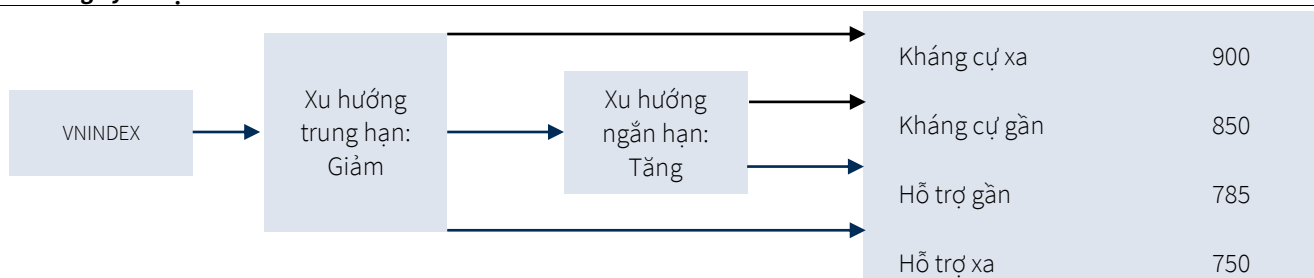 VNINDEX
Xu hướng
trung hạn:
Giảm
Xu hướng
ngắn hạn:
Tăng
Kháng cự xa 900
Kháng cự gần 850
Hỗ trợ gần 785
Hỗ trợ xa 750